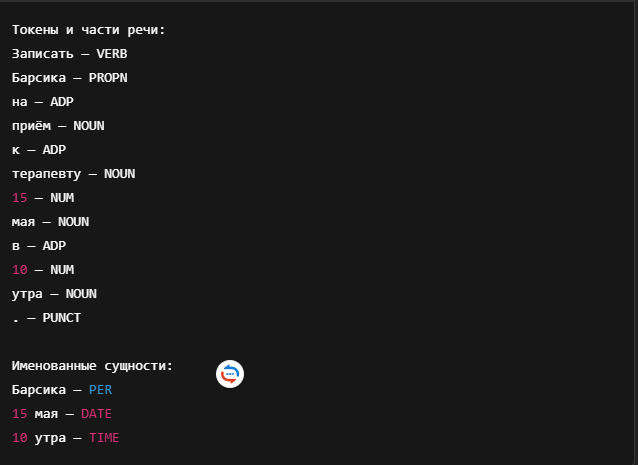 Токены и части речи:
Записать — VERB
Барсика — PROPN
на — ADP
приём — NOUN
к — ADP
терапевту — NOUN
15 — NUM
мая — NOUN
в — ADP
10 — NUM
утра — NOUN
. — PUNCT
Именованные сущности:
Барсика — PER
15 мая — DATE
10 утра — TIME